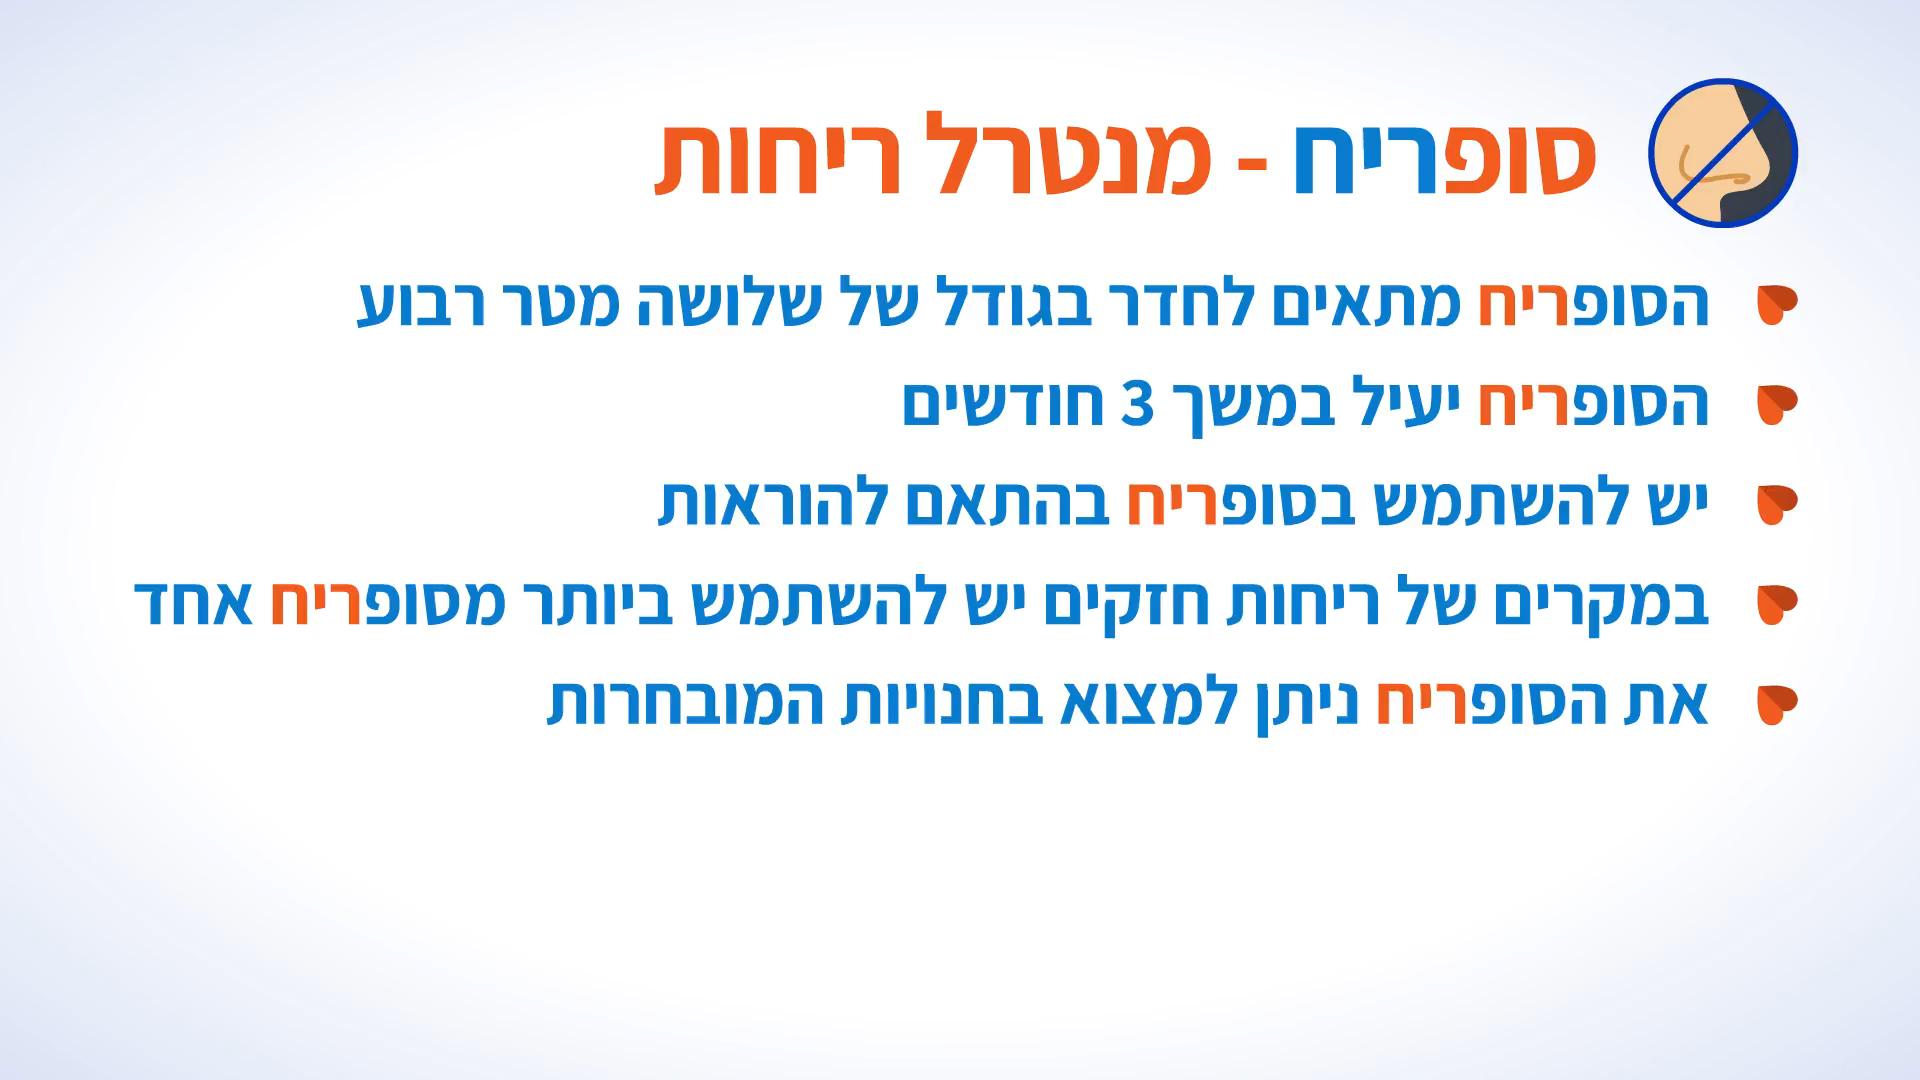 סופריח - מנטרל ריחות
הסופריח מתאים לחדר בגודל של שלושה מטר רבוע
הסופריח יעיל במשך 3 חודשים
יש להשתמש בסופריח בהתאם להוראות
במקרים של ריחות חזקים יש להשתמש ביותר מסופריח אחד
את הסופריח ניתן למצוא בחנויות המובחרות